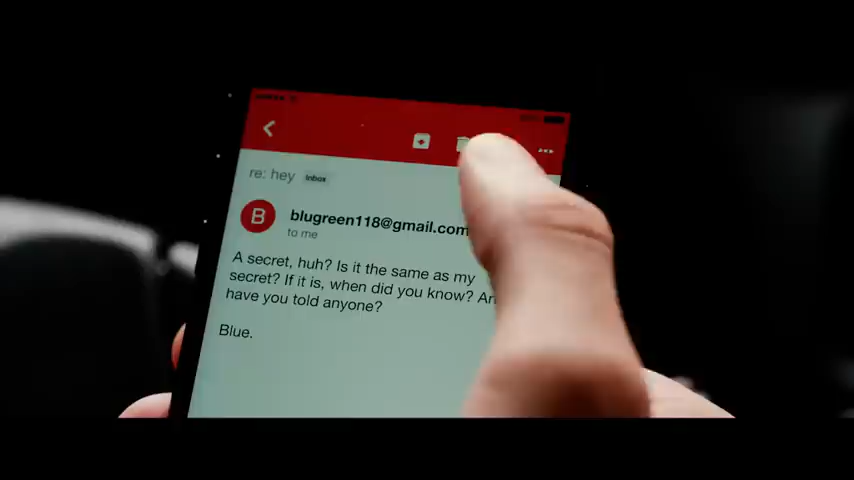 re: hey Inbox
B
blugreen118@gmail.com
to me
A secret, huh? Is it the same as my
secret? If it is, when did you know?
have you told anyone?
Blue.